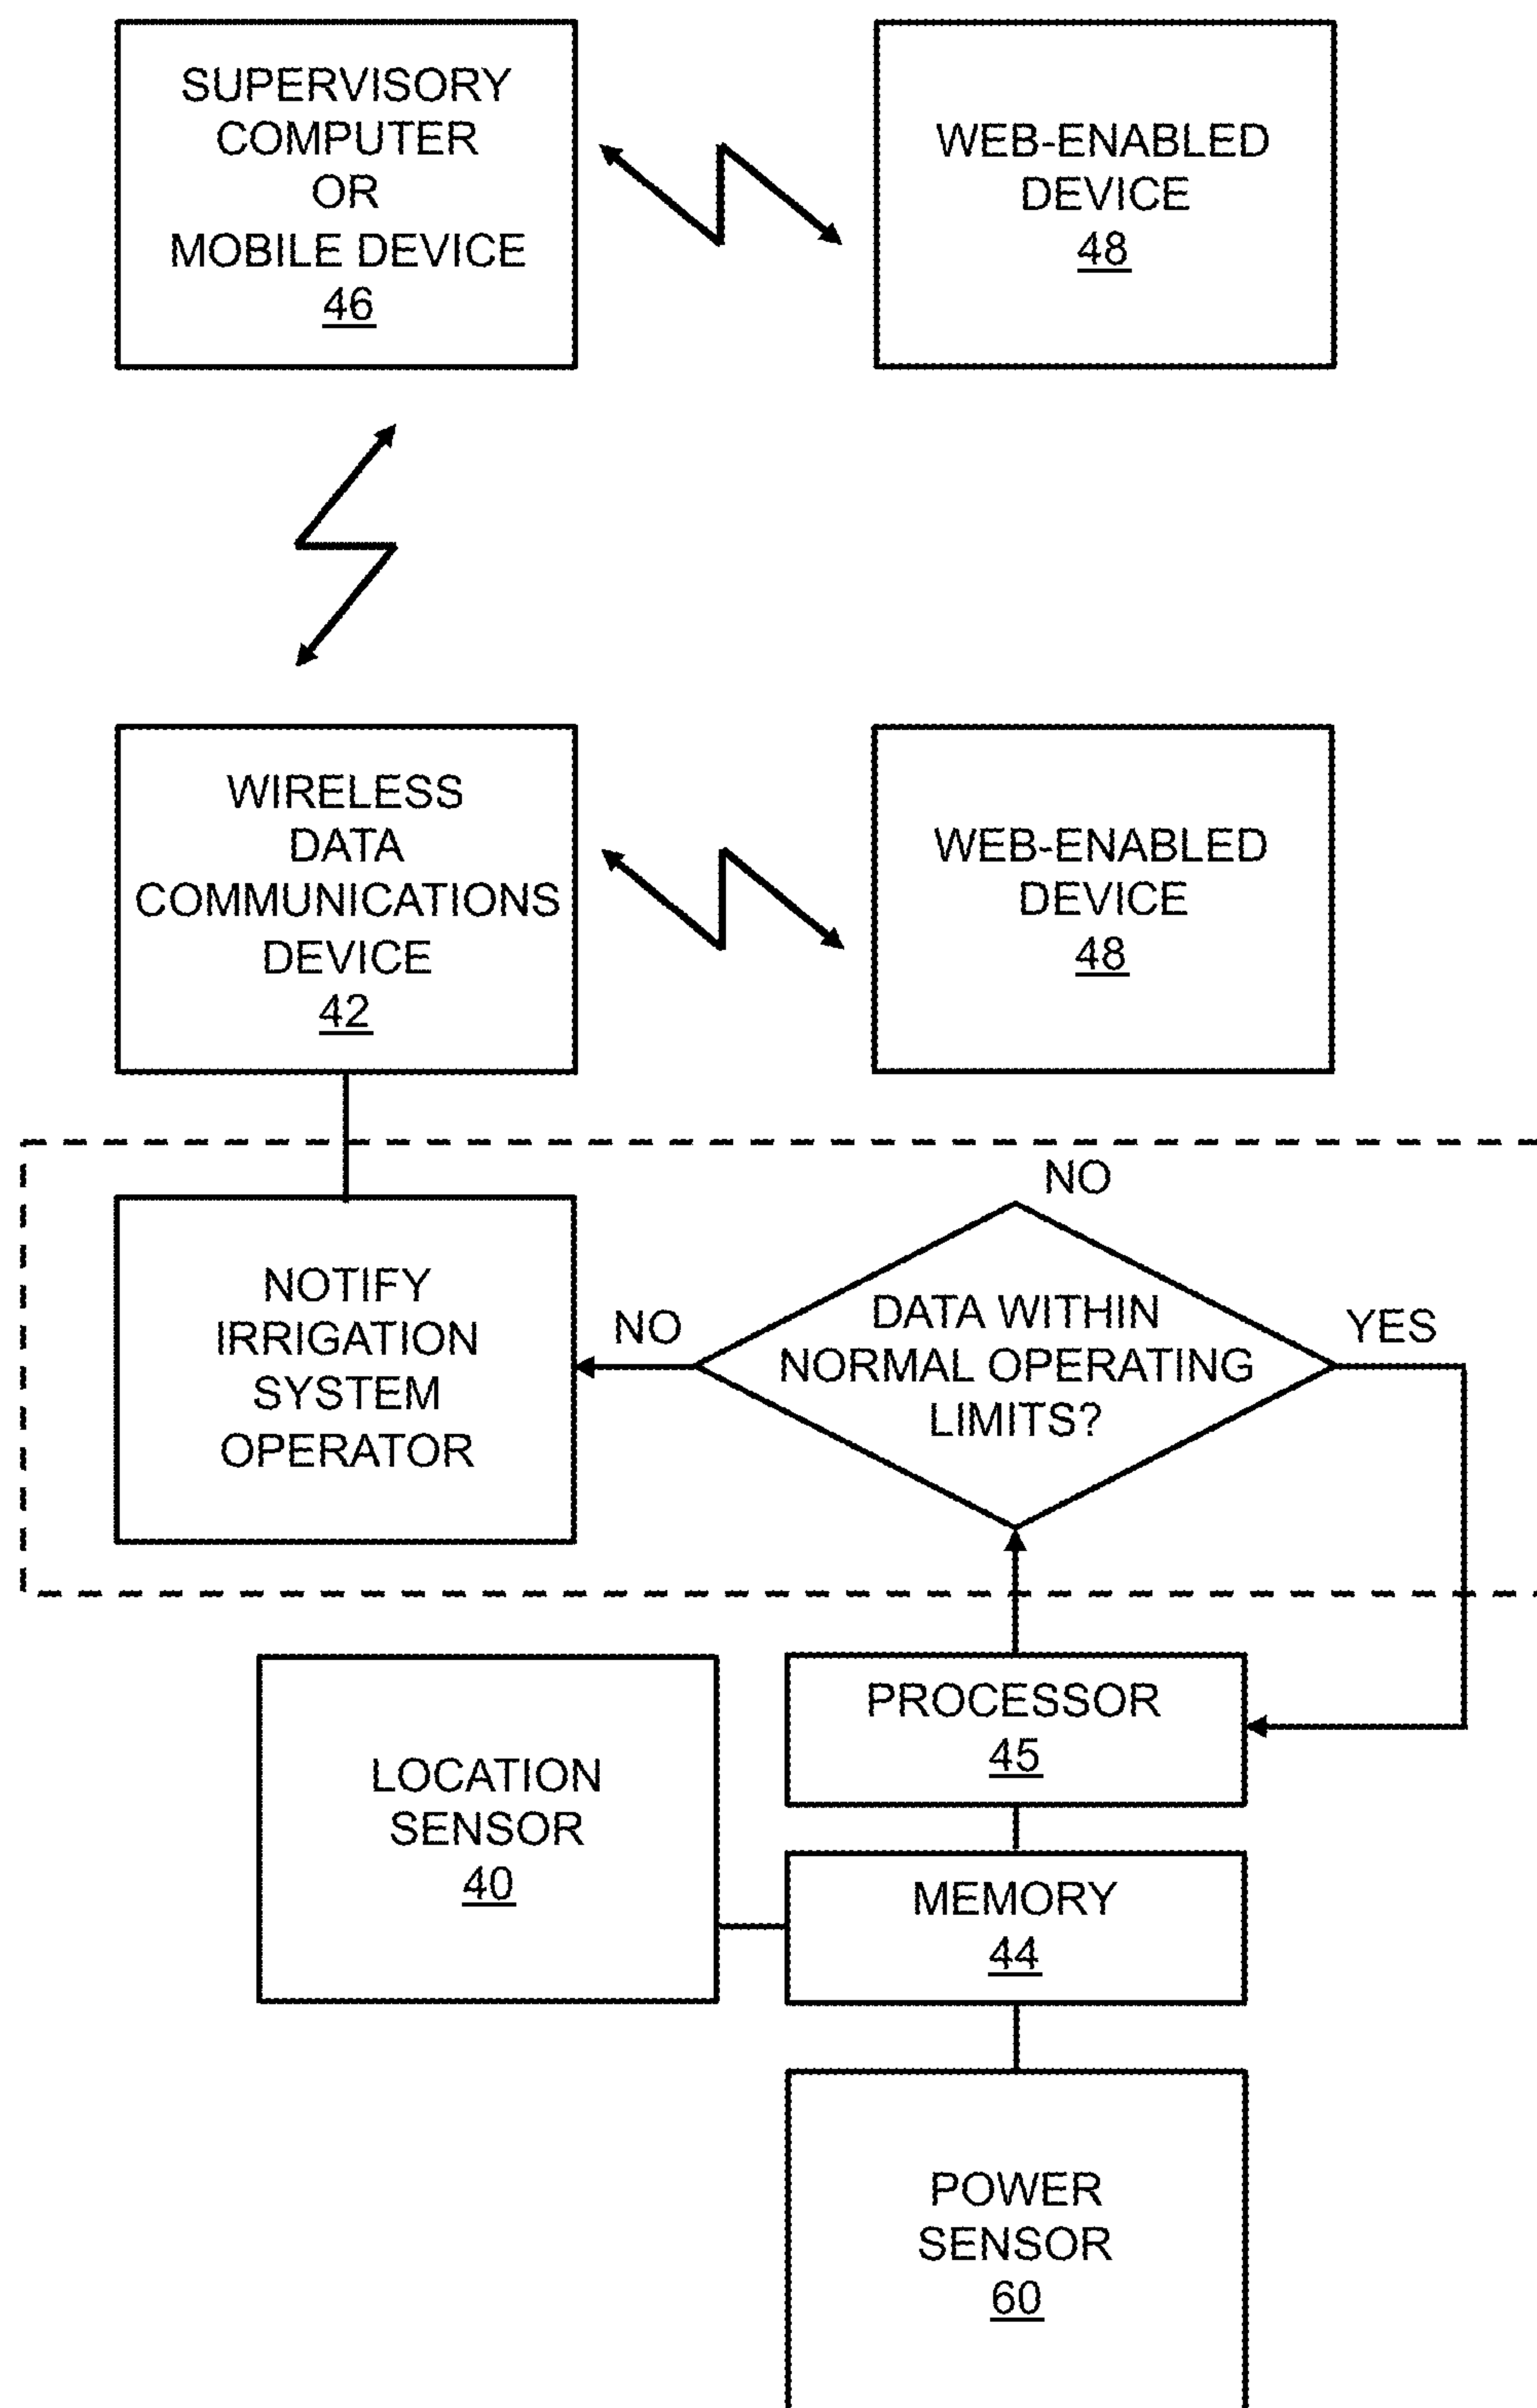 SUPERVISORY
COMPUTER
OR
MOBILE DEVICE
46
WEB-ENABLED
DEVICE
48
WIRELESS
DATA
COMMUNICATIONS
DEVICE
42
WEB-ENABLED
DEVICE
48
NO
NOTIFY
IRRIGATION
SYSTEM
OPERATOR
NO
DATA WITHIN
NORMAL OPERATING
LIMITS?
YES
LOCATION
SENSOR
40
PROCESSOR
45
MEMORY
44
POWER
SENSOR
60